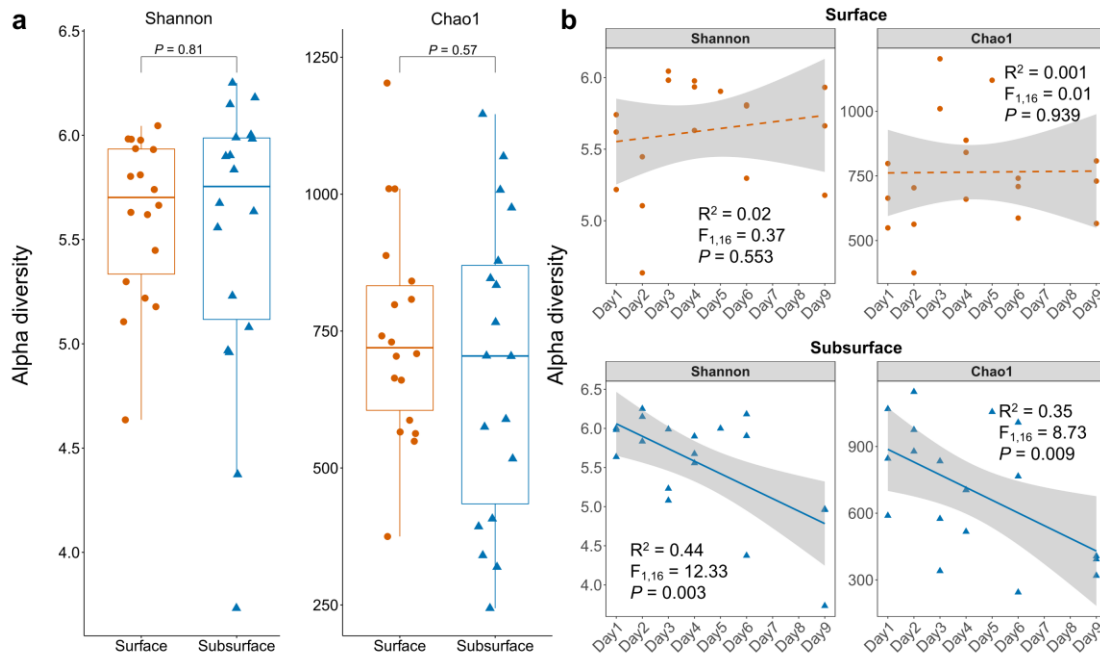 a
Shannon
Chao1
P = 0.81
P = 0.57
Alpha diversity
6.5
6.0
5.5
5.0
4.5
4.0
1250
1000
750
500
250
Surface
Subsurface
Surface
Subsurface
b
Surface
Shannon
Chao1
Alpha diversity
6.0
5.5
5.0
R² = 0.02
F1,16 = 0.37
P = 0.553
Day1
Day2
Day3
Day4
Day5
Day6
Day7
Day8
Day9
1000
750
500
R² = 0.001
F1,16 = 0.01
P = 0.939
Day1
Day2
Day3
Day4
Day5
Day6
Day7
Day8
Day9
Subsurface
Shannon
Chao1
6.5
6.0
5.5
5.0
4.5
4.0
R² = 0.44
F1,16 = 12.33
P = 0.003
Day1
Day2
Day3
Day4
Day5
Day6
Day7
Day8
Day9
900
600
300
R² = 0.35
F1,16 = 8.73
P = 0.009
Day1
Day2
Day3
Day4
Day5
Day6
Day7
Day8
Day9